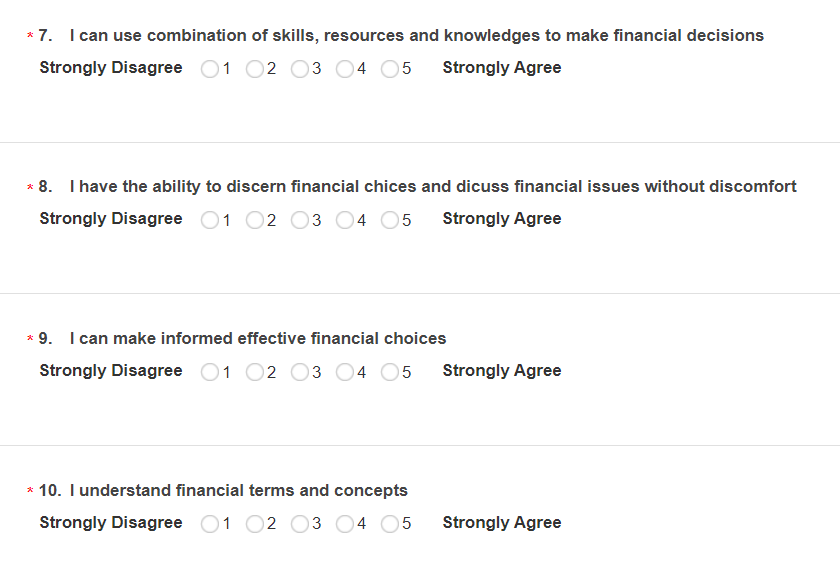 * 7. I can use combination of skills, resources and knowledges to make financial decisions
Strongly Disagree 1 2 3 4 5 Strongly Agree
* 8. I have the ability to discern financial chices and dicuss financial issues without discomfort
Strongly Disagree 1 2 3 4 5 Strongly Agree
* 9. I can make informed effective financial choices
Strongly Disagree 1 2 3 4 5 Strongly Agree
* 10. I understand financial terms and concepts
Strongly Disagree 1 2 3 4 5 Strongly Agree